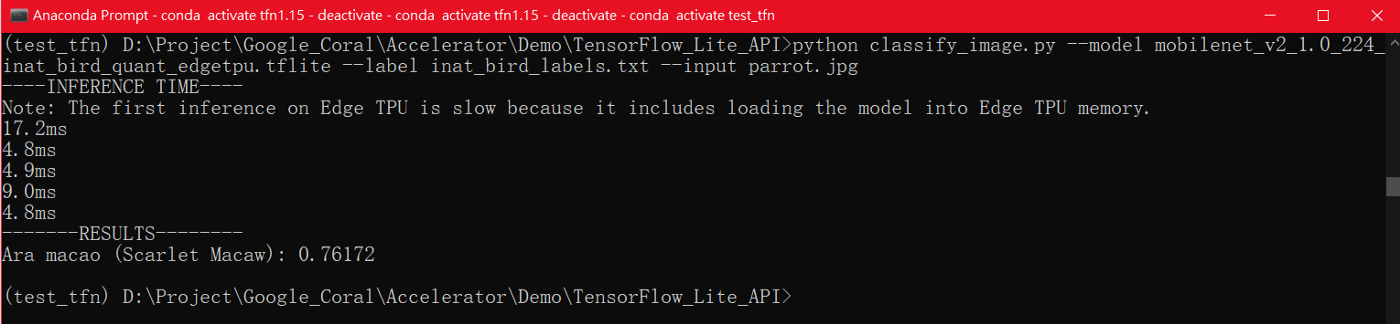 Anaconda Prompt - conda  activate tfn1.15 - deactivate - conda  activate tfn1.15 - deactivate - conda  activate test_tfn
(test_tfn) D:\Project\Google_Coral\Accelerator\Demo\TensorFlow_Lite_API>python classify_image.py --model mobilenet_v2_1.0_224_
inat_bird_quant_edgetpu.tflite --label inat_bird_labels.txt --input parrot.jpg
----INFERENCE TIME----
Note: The first inference on Edge TPU is slow because it includes loading the model into Edge TPU memory.
17.2ms
4.8ms
4.9ms
9.0ms
4.8ms
-------RESULTS--------
Ara macao (Scarlet Macaw): 0.76172
(test_tfn) D:\Project\Google_Coral\Accelerator\Demo\TensorFlow_Lite_API>